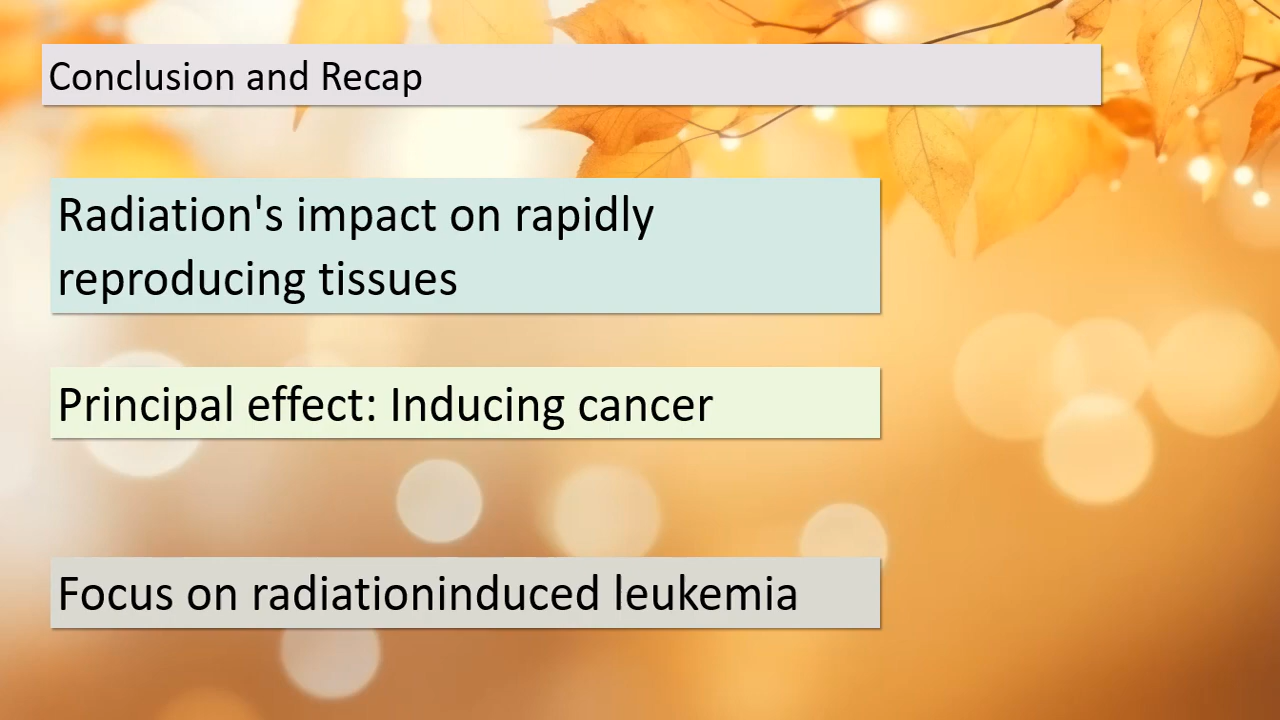 Conclusion and Recap
Radiation's impact on rapidly
reproducing tissues
Principal effect: Inducing cancer
Focus on radiationinduced leukemia